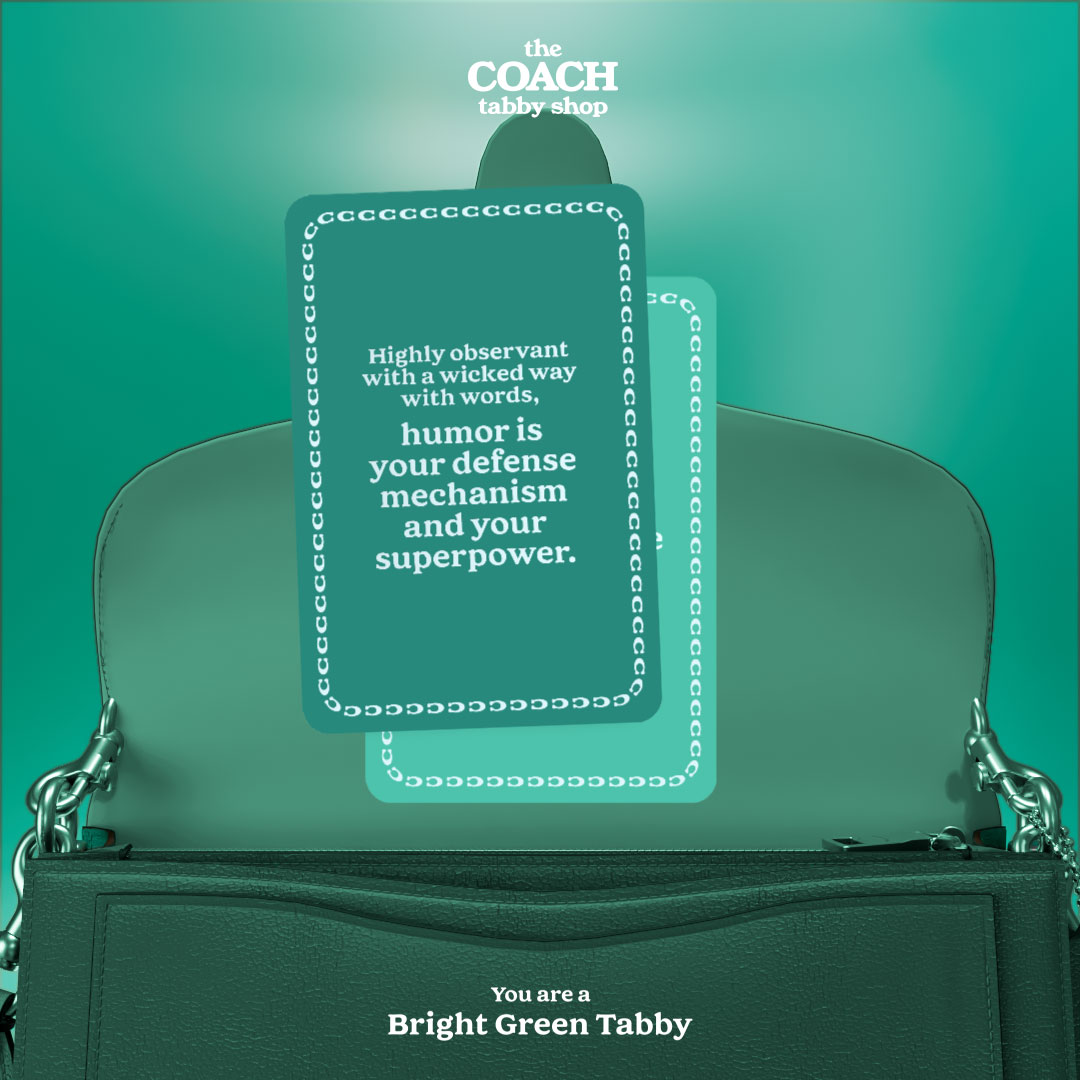 the
COACH
tabby shop
Highly observant
with a wicked way
with words,
humor is
your defense
mechanism
and your
superpower.
You are a
Bright Green Tabby